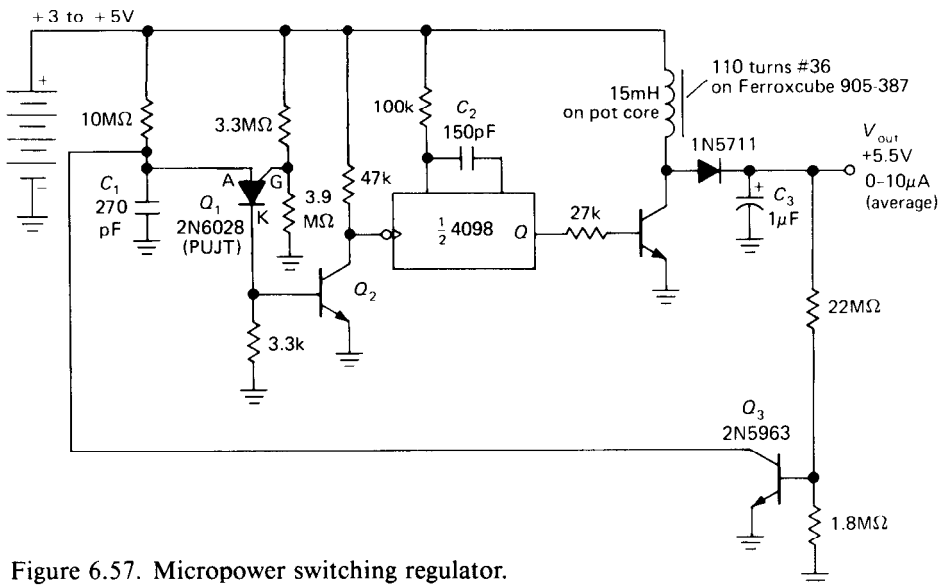 +3 to +5V
110 turns #36
on Ferroxcube 905-387
15mH
on pot core
100k
C2
150pF
10MΩ
3.3MΩ
1N5711
Vout
+5.5V
0-10μA
(average)
A
G
K
C1
270
pF
Q1
2N6028
(PUJT)
3.9
MΩ
47k
½ 4098
Q
27k
+
C3
1μF
Q2
3.3k
22MΩ
Q3
2N5963
1.8MΩ
+
−
Figure 6.57. Micropower switching regulator.